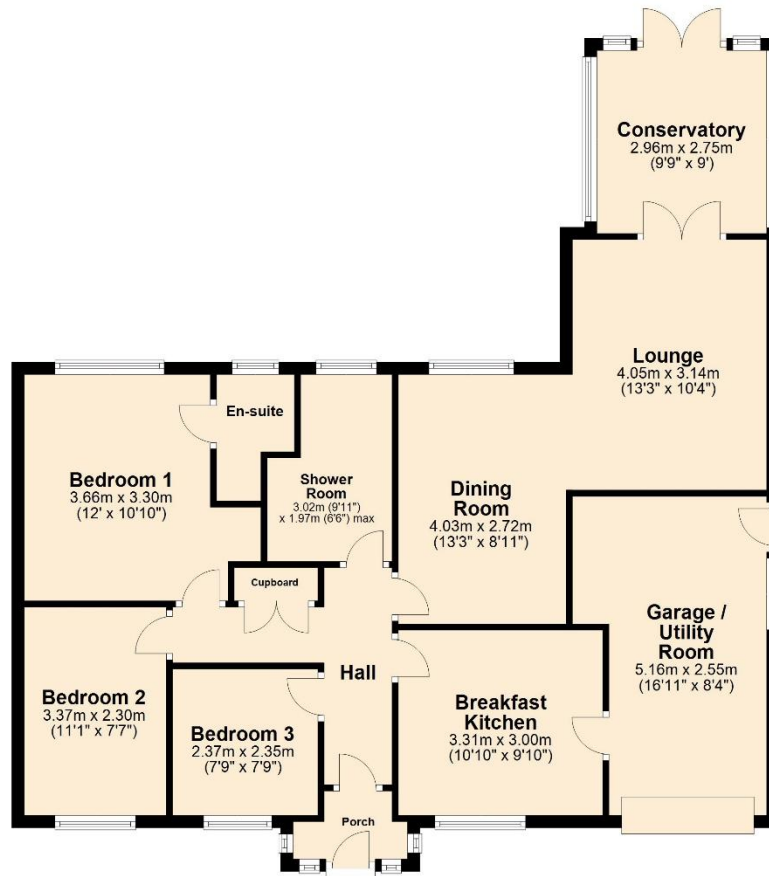 Conservatory
2.96m x 2.75m
(9'9" x 9')
Lounge
4.05m x 3.14m
(13'3" x 10'4")
En-suite
Bedroom 1
3.66m x 3.30m
(12' x 10'10")
Shower
Room
3.02m (9'11")
x 1.97m (6'6") max
Dining
Room
4.03m x 2.72m
(13'3" x 8'11")
Cupboard
Garage /
Utility
Room
5.16m x 2.55m
(16'11" x 8'4")
Hall
Bedroom 2
3.37m x 2.30m
(11'1" x 7'7")
Bedroom 3
2.37m x 2.35m
(7'9" x 7'9")
Breakfast
Kitchen
3.31m x 3.00m
(10'10" x 9'10")
Porch